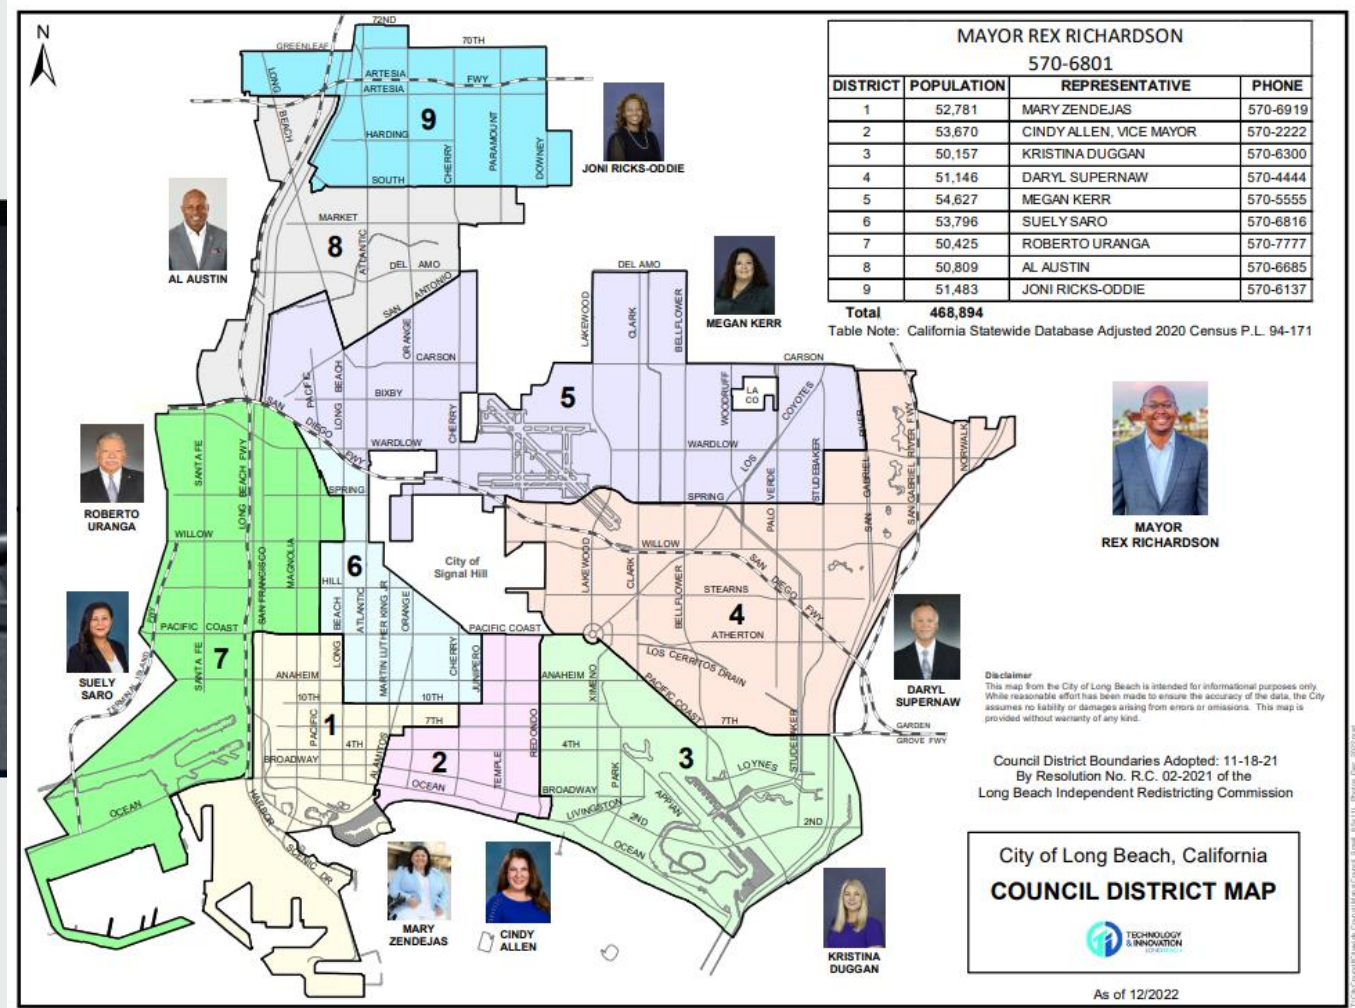 N
MAYOR REX RICHARDSON
570-6801
DISTRICT POPULATION REPRESENTATIVE PHONE
1 52,781 MARY ZENDEJAS 570-6919
2 53,670 CINDY ALLEN, VICE MAYOR 570-2222
3 50,157 KRISTINA DUGGAN 570-6300
4 51,146 DARYL SUPERNAW 570-4444
5 54,627 MEGAN KERR 570-5555
6 53,796 SUELY SARO 570-6816
7 50,425 ROBERTO URANGA 570-7777
8 50,809 AL AUSTIN 570-6685
9 51,483 JONI RICKS-ODDIE 570-6137
Total 468,894
Table Note: California Statewide Database Adjusted 2020 Census P.L. 94-171
72ND
GREENLEAF
70TH
LONG BEACH
ARTESIA FWY
ARTESIA
9
HARDING
CHERRY
PARAMOUNT
DOWNEY
SOUTH
JONI RICKS-ODDIE
MARKET
8
ATLANTIC
DEL AMO
SAN ANTONIO
AL AUSTIN
DEL AMO
LAKEWOOD
CLARK
BELLFLOWER
MEGAN KERR
ORANGE
CARSON
PACIFIC
LONG BEACH
BIXBY
CHERRY
SAN DIEGO FWY
WARDLOW
5
CARSON
WOODRUFF
LA
CO
LOS COYOTES
WARDLOW
STUDEBAKER
PALO VERDE
SPRING
SAN GABRIEL RIVER
SAN GABRIEL RIVER FWY
NORWALK
MAYOR
REX RICHARDSON
ROBERTO
URANGA
SANTA FE
LONG BEACH FWY
SPRING
WILLOW
SAN FRANCISCO
MAGNOLIA
6
HILL
LONG BEACH
ATLANTIC
MARTIN LUTHER KING JR
ORANGE
City of
Signal Hill
WILLOW
LAKEWOOD
CLARK
BELLFLOWER
SAN DIEGO FWY
STEARNS
4
ATHERTON
LOS CERRITOS DRAIN
PACIFIC COAST
7TH
SUELY
SARO
TERMINAL ISLAND FWY
PACIFIC COAST
7
SANTA FE
PACIFIC COAST
CHERRY
JUNIPERO
ANAHEIM
10TH
10TH
1
PACIFIC
7TH
4TH
BROADWAY
ALAMITOS
2
OCEAN
TEMPLE
REDONDO
ANAHEIM
XIMENO
4TH
3
PARK
BROADWAY
LIVINGSTON
2ND
OCEAN
APPIAN
LOYNES
STUDEBAKER
2ND
DARYL
SUPERNAW
GARDEN
GROVE FWY
OCEAN
HARBOR SCENIC DR
MARY
ZENDEJAS
CINDY
ALLEN
KRISTINA
DUGGAN
Disclaimer
This map from the City of Long Beach is intended for informational purposes only.
While reasonable effort has been made to ensure the accuracy of the data, the City
assumes no liability or damages arising from errors or omissions. This map is
provided without warranty of any kind.
Council District Boundaries Adopted: 11-18-21
By Resolution No. R.C. 02-2021 of the
Long Beach Independent Redistricting Commission
City of Long Beach, California
COUNCIL DISTRICT MAP
TECHNOLOGY
& INNOVATION
LONG BEACH
As of 12/2022